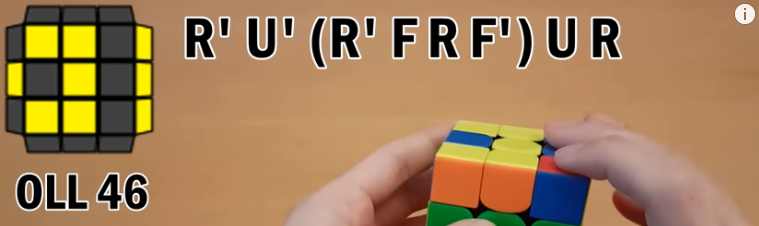 R' U' (R' F R F') U R
OLL 46